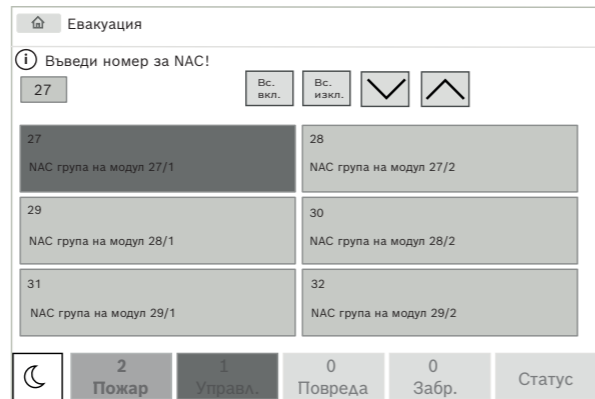 Евакуация
i Въведи номер за NAC!
27
Вс. вкл.
Вс. изкл.
27
NAC група на модул 27/1
28
NAC група на модул 27/2
29
NAC група на модул 28/1
30
NAC група на модул 28/2
31
NAC група на модул 29/1
32
NAC група на модул 29/2
2
Пожар
1
Управл.
0
Повреда
0
Забр.
Статус